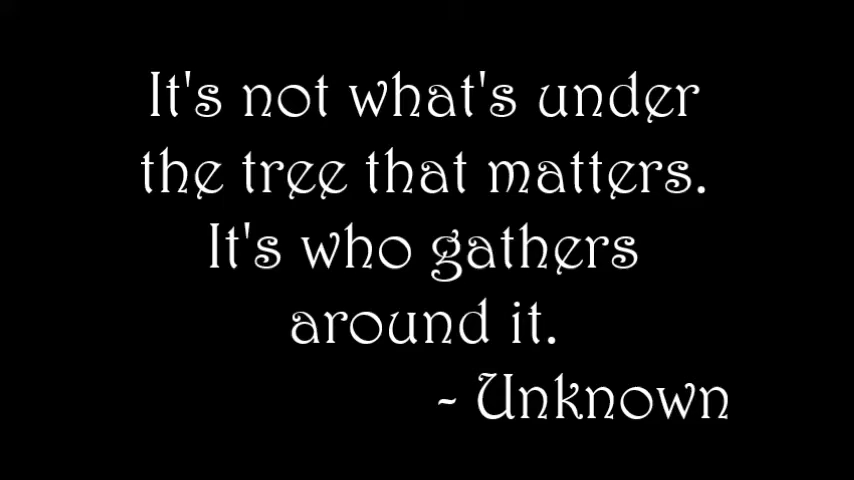 It's not what's under
the tree that matters.
It's who gathers
around it.
- Unknown